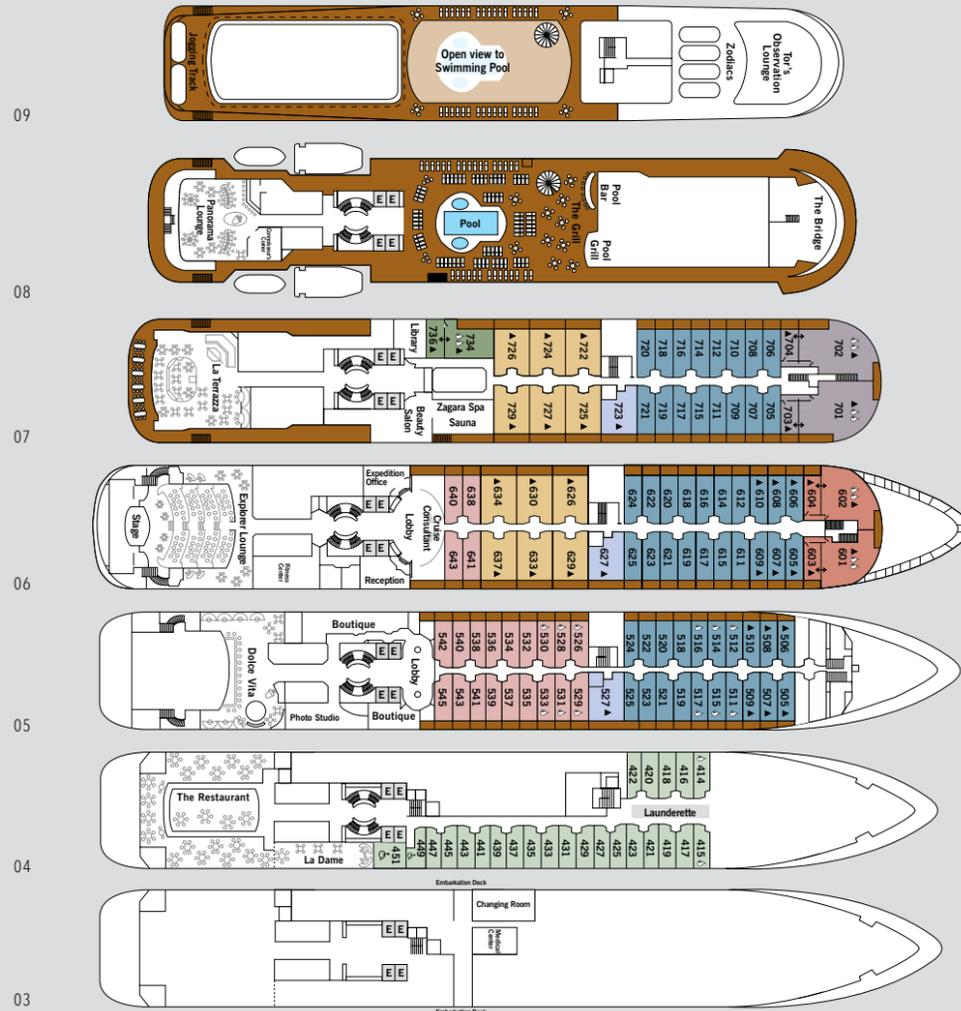 Jogging Track
Open view to
Swimming Pool
Zodiacs
Tor's
Observation
Lounge
09
Panorama
Lounge
Connoisseur's
Corner
E E
E E
Pool
The Grill
Pool
Bar
Pool
Grill
The Bridge
08
La Terrazza
E E
E E
Library
Beauty
Salon
736 734
Zagara Spa
Sauna
726 724 722
729 727 725 723
720 718 716 714 712 710 708 706 704 702
721 719 717 715 711 709 707 705 703 701
07
Stage
Explorer Lounge
Fitness
Center
Expedition
Office
E E
E E
Reception
Lobby
Cruise
Consultant
640 638 634 630 626
643 641 637 633 629 627
624 622 620 618 616 614 612 610 608 606 604 602
625 623 621 619 617 615 611 609 607 605 603 601
06
Dolce Vita
Boutique
E E
E E
Photo Studio
Boutique
Lobby
542 540 538 536 534 532 530 528 526
545 543 541 539 537 535 533 531 529 527
524 522 520 518 516 514 512 510 508 506
525 523 521 519 517 515 511 509 507 505
05
The Restaurant
E E
E E
La Dame
422 420 418 416 414
Launderette
451 449 447 445 443 441 439 437 435 433 431 429 427 425 423 421 419 417 415
04
Embarkation Deck
Changing Room
Medical
Center
E E
E E
03
Embarkation Deck